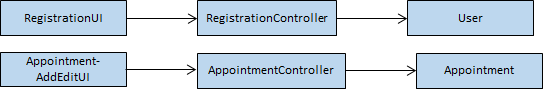 RegistrationUI
RegistrationController
User
Appointment-
AddEditUI
AppointmentController
Appointment